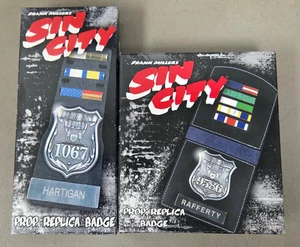 FRANK MILLER'S
SIN
CITY
1067
HARTIGAN
PROP REPLICA BADGE
FRANK MILLER'S
SIN
CITY
RAFFERTY
PROP REPLICA
BADGE